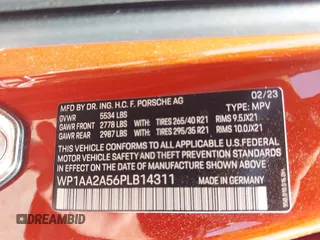 MFD BY DR. ING. H.C. F. PORSCHE AG 02/23
GVWR 5534 LBS TYPE: MPV
GAWR FRONT 2778 LBS WITH: TIRES 265/40 R21 RIMS 9.5JX21
GAWR REAR 2987 LBS WITH: TIRES 295/35 R21 RIMS 10.0JX21
THIS VEHICLE CONFORMS TO ALL APPLICABLE U.S.FEDERAL
MOTOR VEHICLE SAFETY AND THEFT PREVENTION STANDARDS
IN EFFECT ON THE DATE OF MANUFACTURE SHOWN ABOVE.
WP1AA2A56PLB14311 GERMANY
DREAMBID